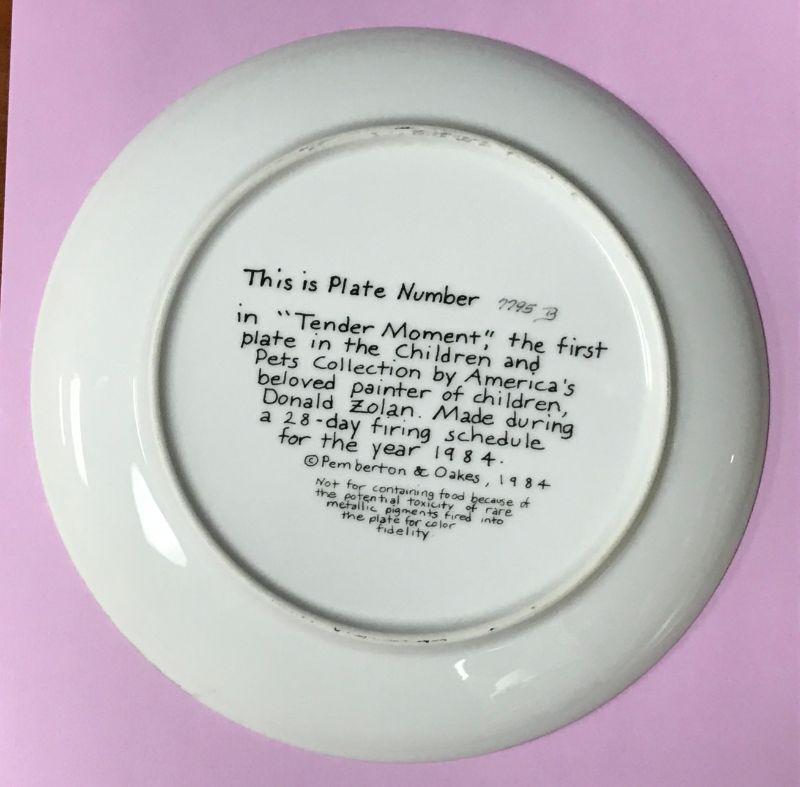 This is Plate Number 7795 B
in "Tender Moment," the first
plate in the Children and
Pets Collection by America's
beloved painter of children,
Donald Zolan. Made during
a 28-day firing schedule
for the year 1984.
©Pemberton & Oakes, 1984
Not for containing food because of
the potential toxicity of rare
metallic pigments fired into
the plate for color
fidelity.